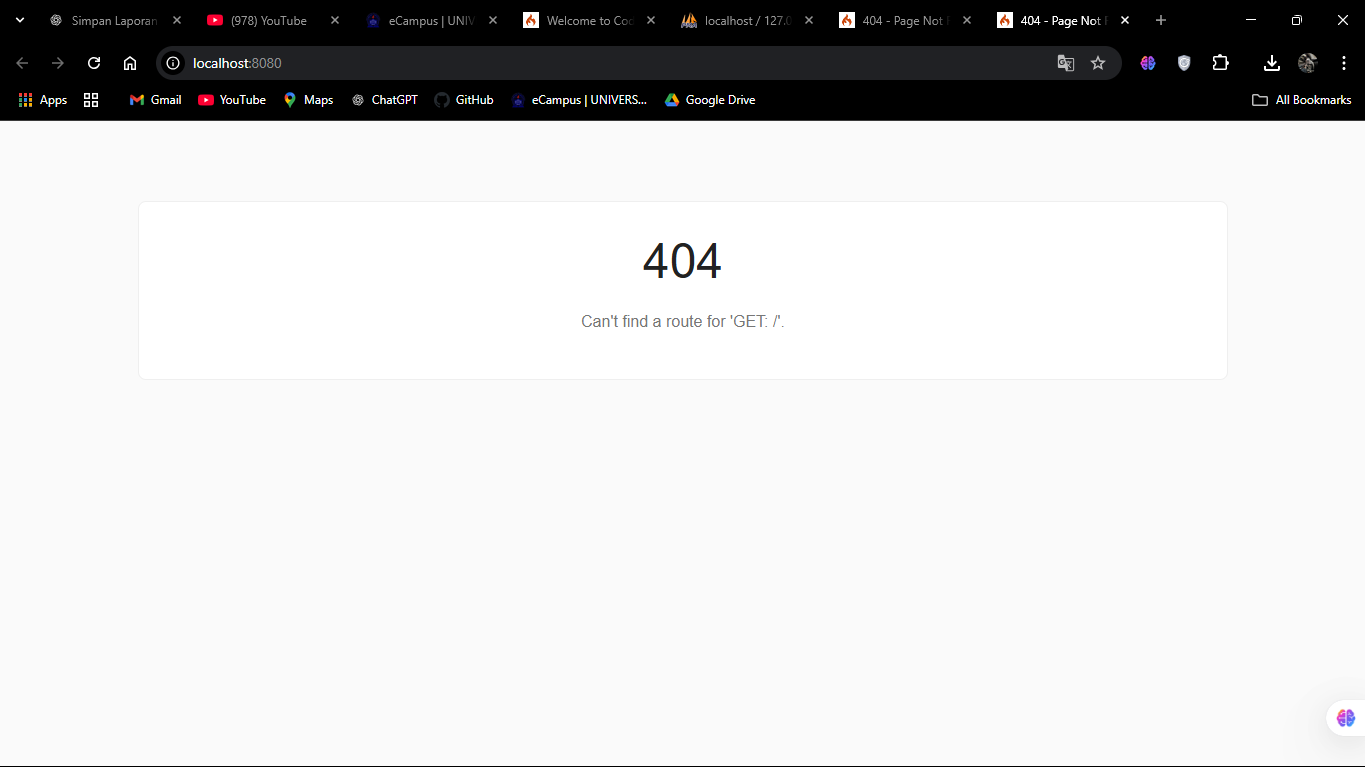 Simpan Laporan
(978) YouTube
eCampus | UNIV
Welcome to Cod
localhost / 127.0
404 - Page Not F
404 - Page Not F
localhost:8080
Apps
Gmail
YouTube
Maps
ChatGPT
GitHub
eCampus | UNIVERS...
Google Drive
All Bookmarks
404
Can't find a route for 'GET: /'.